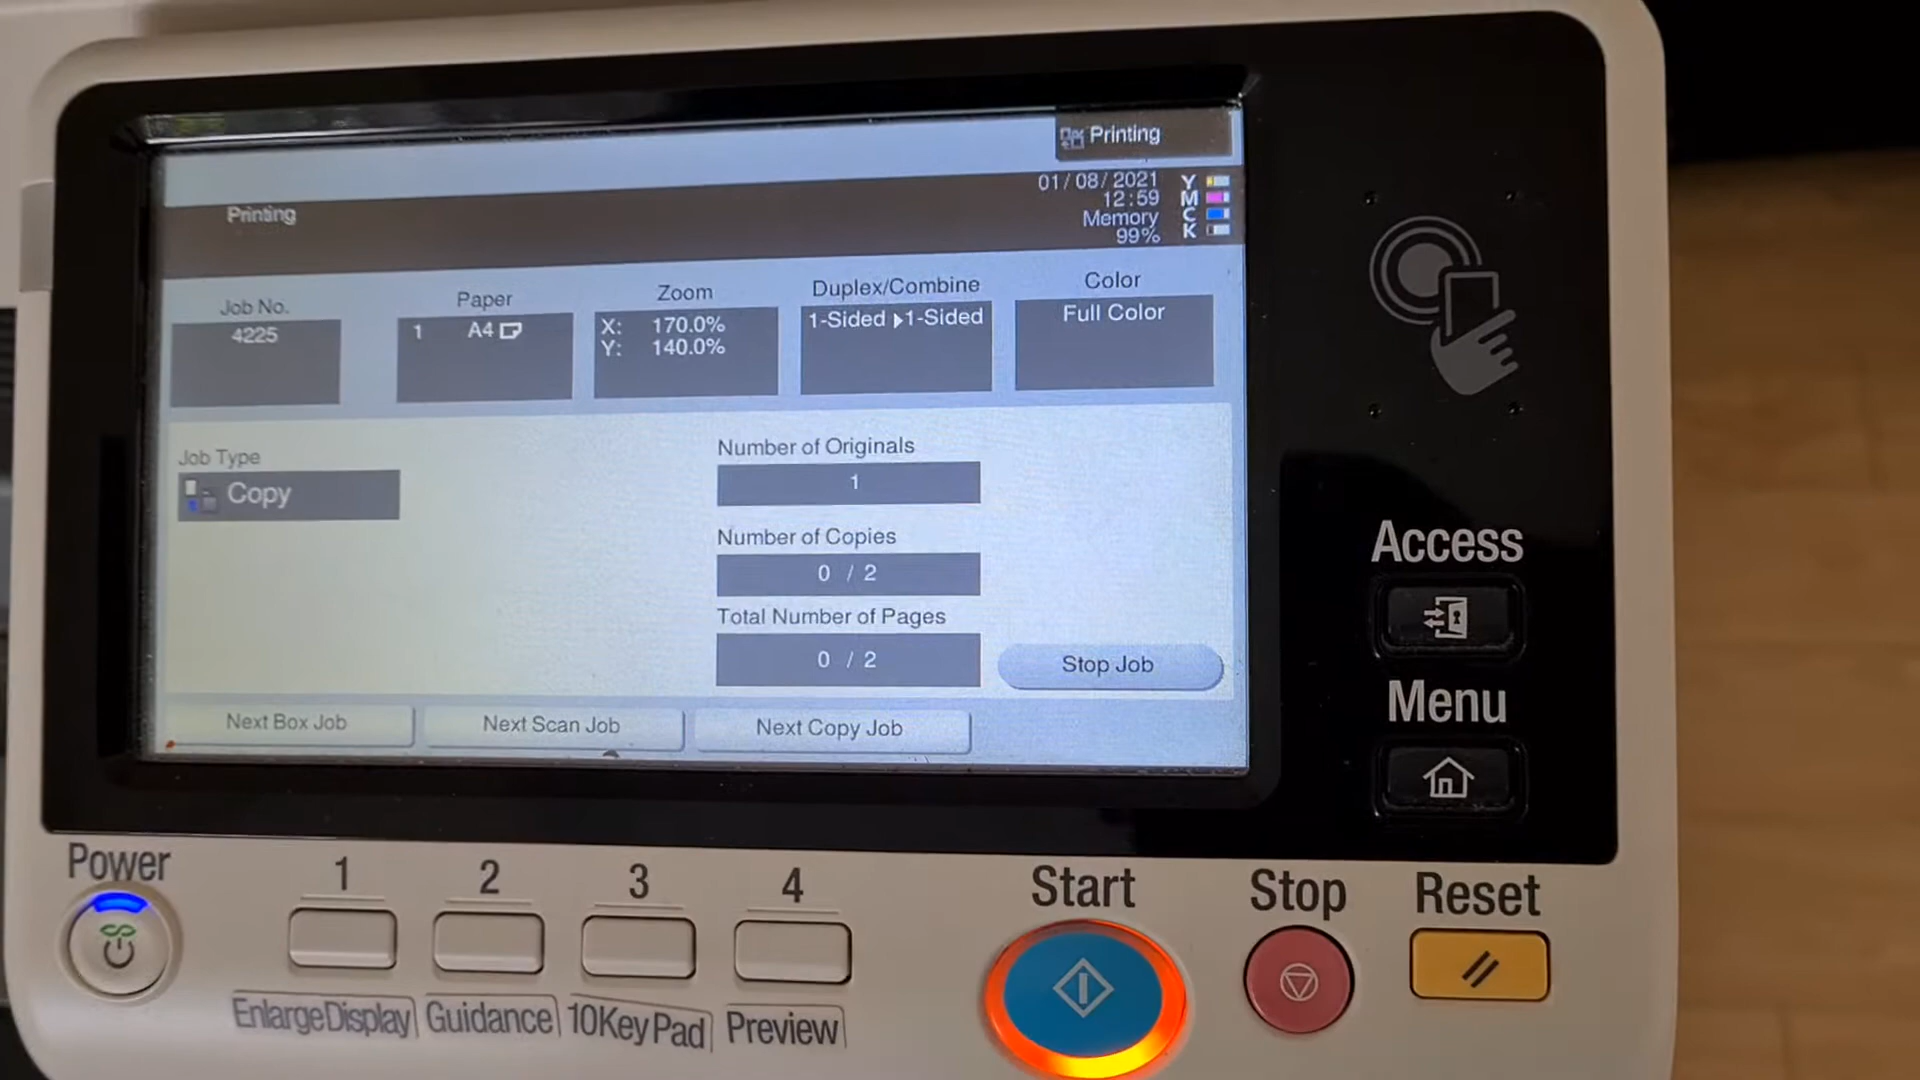 Printing
01/08/2021 Y
12:59 M
Memory C
99% K
Printing
Job No.
4225
Paper
1 A4
Zoom
X: 170.0%
Y: 140.0%
Duplex/Combine
1-Sided ▶1-Sided
Color
Full Color
Job Type
Copy
Number of Originals
1
Number of Copies
0 / 2
Total Number of Pages
0 / 2
Stop Job
Next Box Job
Next Scan Job
Next Copy Job
Access
Menu
Power
1 2 3 4
Start
Stop
Reset
Enlarge Display
Guidance
10Key Pad
Preview